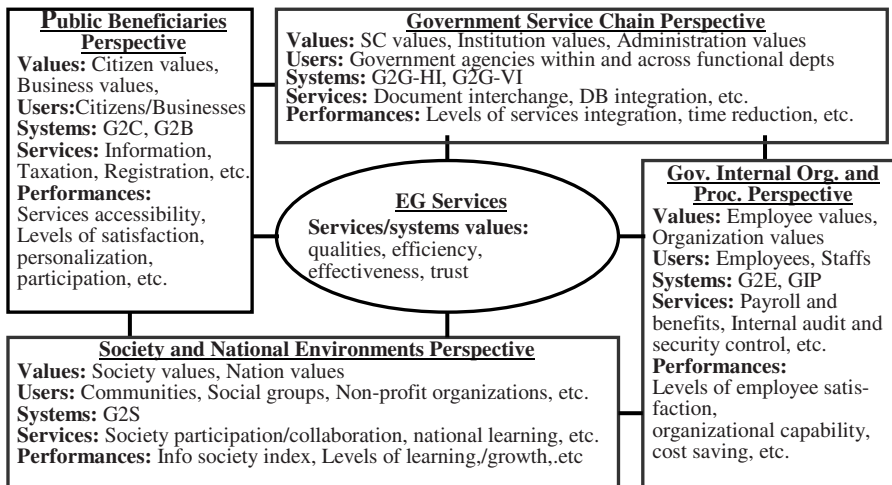 Public Beneficiaries
Perspective
Values: Citizen values,
Business values,
Users:Citizens/Businesses
Systems: G2C, G2B
Services: Information,
Taxation, Registration, etc.
Performances:
Services accessibility,
Levels of satisfaction,
personalization,
participation, etc.
Government Service Chain Perspective
Values: SC values, Institution values, Administration values
Users: Government agencies within and across functional depts
Systems: G2G-HI, G2G-VI
Services: Document interchange, DB integration, etc.
Performances: Levels of services integration, time reduction, etc.
EG Services
Services/systems values:
qualities, efficiency,
effectiveness, trust
Gov. Internal Org. and
Proc. Perspective
Values: Employee values,
Organization values
Users: Employees, Staffs
Systems: G2E, GIP
Services: Payroll and
benefits, Internal audit and
security control, etc.
Performances:
Levels of employee satis-
faction,
organizational capability,
cost saving, etc.
Society and National Environments Perspective
Values: Society values, Nation values
Users: Communities, Social groups, Non-profit organizations, etc.
Systems: G2S
Services: Society participation/collaboration, national learning, etc.
Performances: Info society index, Levels of learning,/growth,.etc